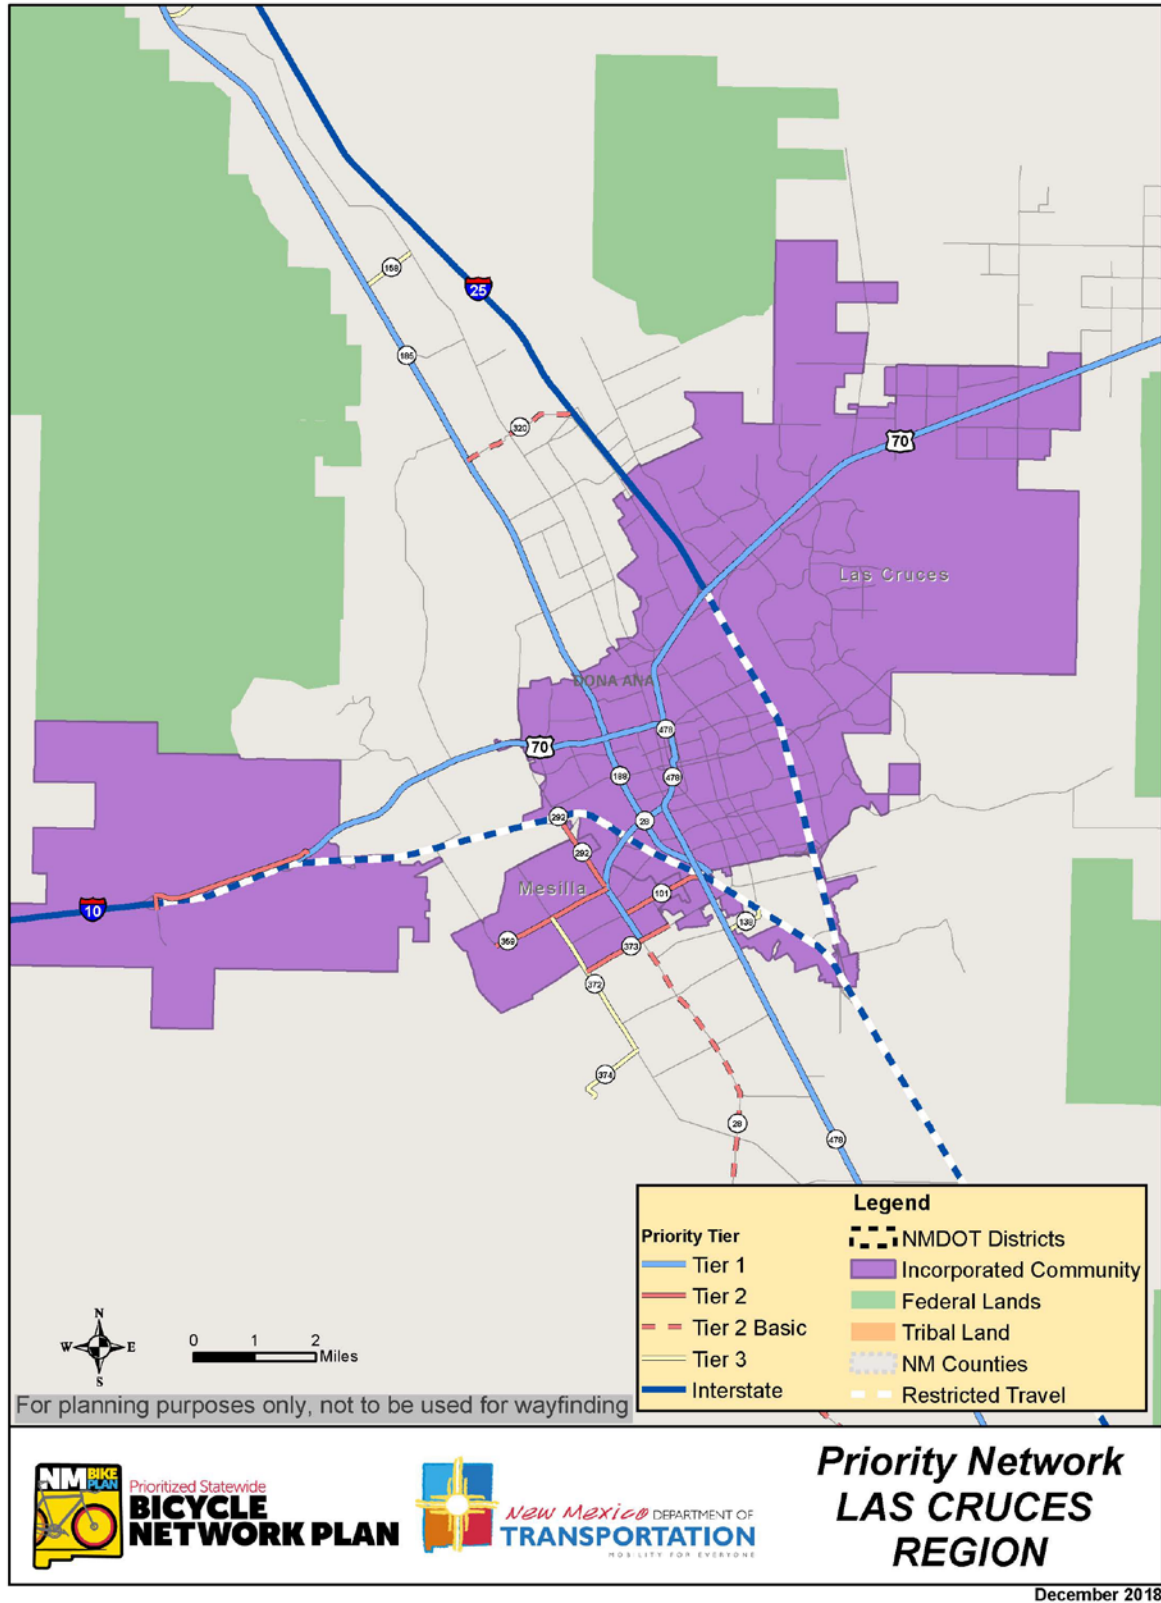 158
25
185
320
70
Las Cruces
DONA ANA
478
70
188
478
292
28
292
Mesilla
101
10
138
359
373
372
374
28
478
Legend
Priority Tier
Tier 1
Tier 2
Tier 2 Basic
Tier 3
Interstate
NMDOT Districts
Incorporated Community
Federal Lands
Tribal Land
NM Counties
Restricted Travel
N
W E
S
0 1 2
Miles
For planning purposes only, not to be used for wayfinding
NM BIKE PLAN
Prioritized Statewide
BICYCLE
NETWORK PLAN
New Mexico DEPARTMENT OF
TRANSPORTATION
MOBILITY FOR EVERYONE
Priority Network
LAS CRUCES
REGION
December 2018